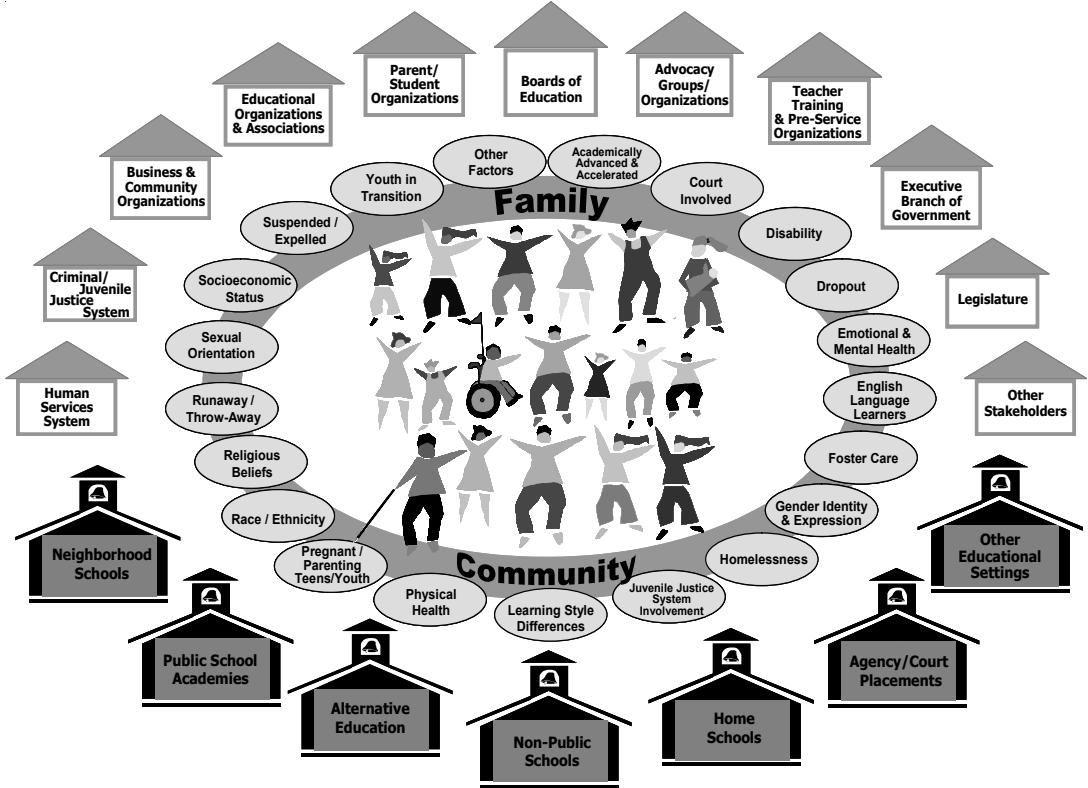 Parent/
Student
Organizations
Boards of
Education
Advocacy
Groups/
Organizations
Educational
Organizations
& Associations
Teacher
Training
& Pre-Service
Organizations
Business &
Community
Organizations
Executive
Branch of
Government
Criminal/
Juvenile
Justice
System
Legislature
Human
Services
System
Other
Stakeholders
Other
Factors
Academically
Advanced &
Accelerated
Youth in
Transition
Court
Involved
Suspended /
Expelled
Disability
Socioeconomic
Status
Dropout
Sexual
Orientation
Emotional &
Mental Health
Runaway /
Throw-Away
English
Language
Learners
Religious
Beliefs
Foster Care
Race / Ethnicity
Gender Identity
& Expression
Pregnant /
Parenting
Teens/Youth
Homelessness
Physical
Health
Learning Style
Differences
Juvenile Justice
System
Involvement
Family
Community
Neighborhood
Schools
Public School
Academies
Alternative
Education
Non-Public
Schools
Home
Schools
Agency/Court
Placements
Other
Educational
Settings